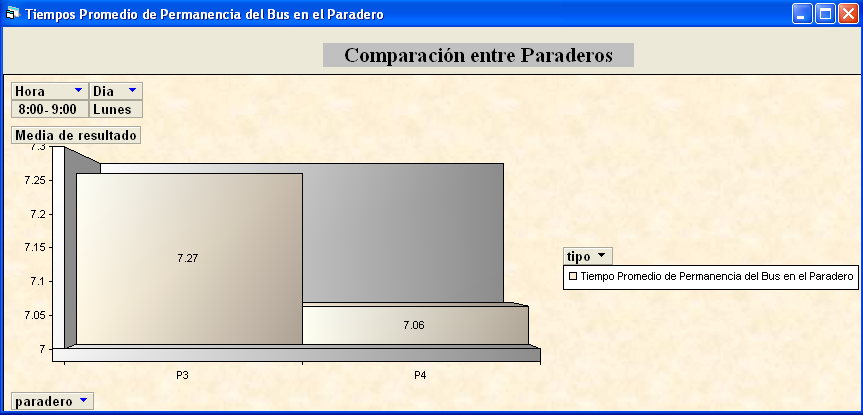 Tiempos Promedio de Permanencia del Bus en el Paradero
Comparación entre Paraderos
Hora Dia
8:00- 9:00 Lunes
Media de resultado
7.3
7.25
7.2
7.15
7.1
7.05
7
7.27
7.06
P3 P4
tipo
Tiempo Promedio de Permanencia del Bus en el Paradero
paradero